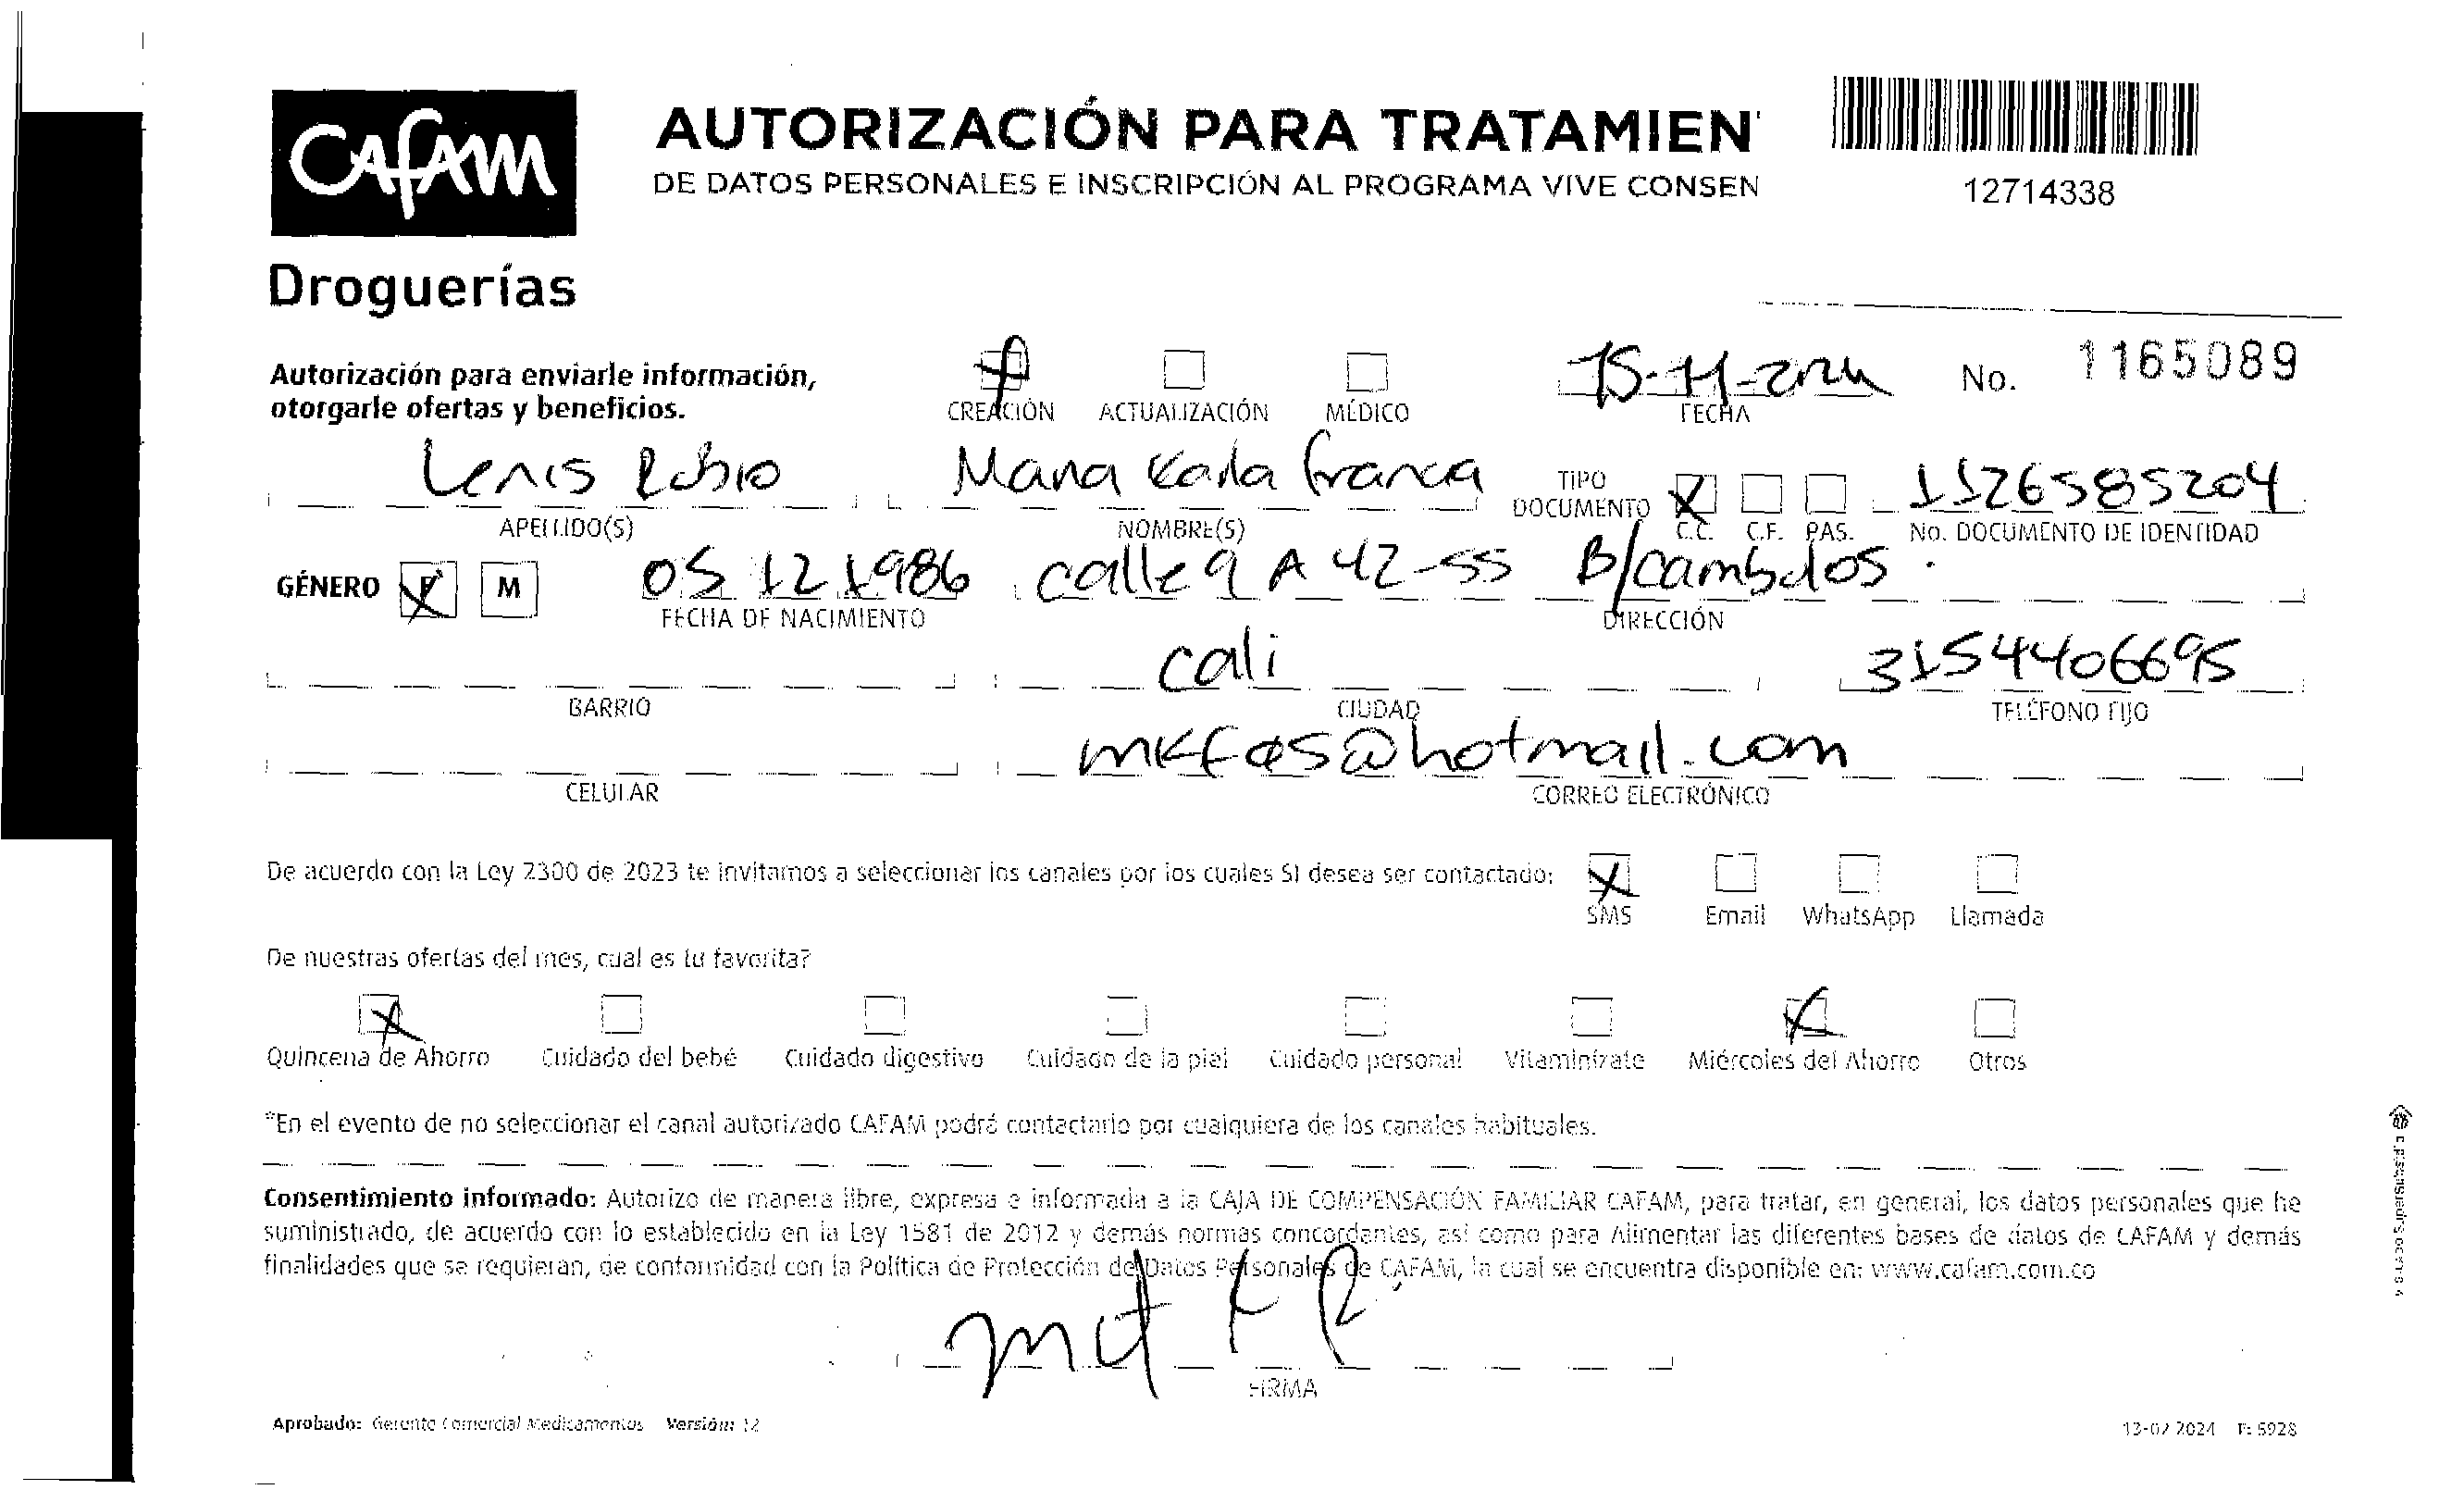 CAFAM
Droguerías
AUTORIZACIÓN PARA TRATAMIEN
DE DATOS PERSONALES E INSCRIPCIÓN AL PROGRAMA VIVE CONSEN
12714338
Autorización para enviarle información,
otorgarle ofertas y beneficios.
CREACIÓN ACTUALIZACIÓN MÉDICO
15-11-2024
FECHA
No. 1165089
Lenis Rubio Maria Karla Franca
TIPO DOCUMENTO X 1126585204
APELLIDO(S) NOMBRE(S) C.C. C.E. PAS. No. DOCUMENTO DE IDENTIDAD
GÉNERO F M 05 12 1986 calle 9 A 42-55 B/cambulos.
FECHA DE NACIMIENTO DIRECCIÓN
cali 3154406695
BARRIO CIUDAD TELÉFONO FIJO
mkf05@hotmail.com
CELULAR CORREO ELECTRÓNICO
De acuerdo con la Ley 2300 de 2023 te invitamos a seleccionar los canales por los cuales SI desea ser contactado: X
SMS Email WhatsApp Llamada
De nuestras ofertas del mes, cual es tu favorita?
X X
Quincena de Ahorro Cuidado del bebé Cuidado digestivo Cuidado de la piel Cuidado personal Vitaminízate Miércoles del Ahorro Otros
*En el evento de no seleccionar el canal autorizado CAFAM podrá contactarlo por cualquiera de los canales habituales.
Consentimiento informado: Autorizo de manera libre, expresa e informada a la CAJA DE COMPENSACIÓN FAMILIAR CAFAM, para tratar, en general, los datos personales que he
suministrado, de acuerdo con lo establecido en la Ley 1581 de 2012 y demás normas concordantes, así como para Alimentar las diferentes bases de datos de CAFAM y demás
finalidades que se requieran, de conformidad con la Política de Protección de Datos Personales de CAFAM, la cual se encuentra disponible en: www.cafam.com.co
FIRMA
Aprobado: Gerente Comercial Medicamentos Versión: 12
13-02 2024 F: 5928